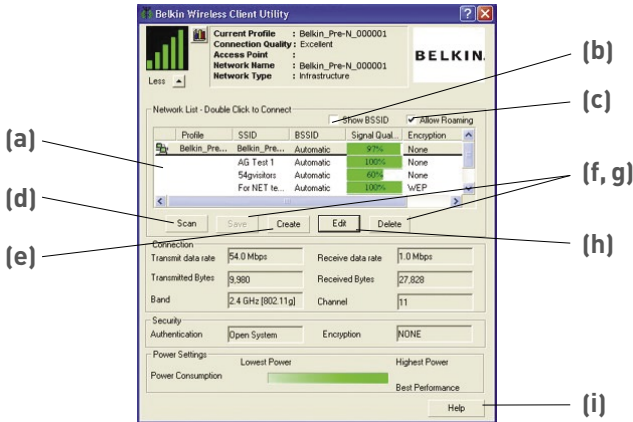 Belkin Wireless Client Utility
Current Profile : Belkin_Pre-N_000001
Connection Quality : Excellent
Access Point :
Network Name : Belkin_Pre-N_000001
Network Type : Infrastructure
Less
BELKIN.
(b)
(c)
Network List - Double Click to Connect
Show BSSID Allow Roaming
(a)
Profile SSID BSSID Signal Qual... Encryption
Belkin_Pre... Belkin_Pre... Automatic 97% None
AG Test 1 Automatic 100% None
54gvisitors Automatic 60% None
For NET te... Automatic 100% WEP
(f, g)
(d)
Scan Save Create Edit Delete
(e)
(h)
Connection
Transmit data rate 54.0 Mbps Receive data rate 1.0 Mbps
Transmitted Bytes 9,980 Received Bytes 27,828
Band 2.4 GHz [802.11g] Channel 11
Security
Authentication Open System Encryption NONE
Power Settings
Lowest Power Highest Power
Power Consumption
Best Performance
Help
(i)